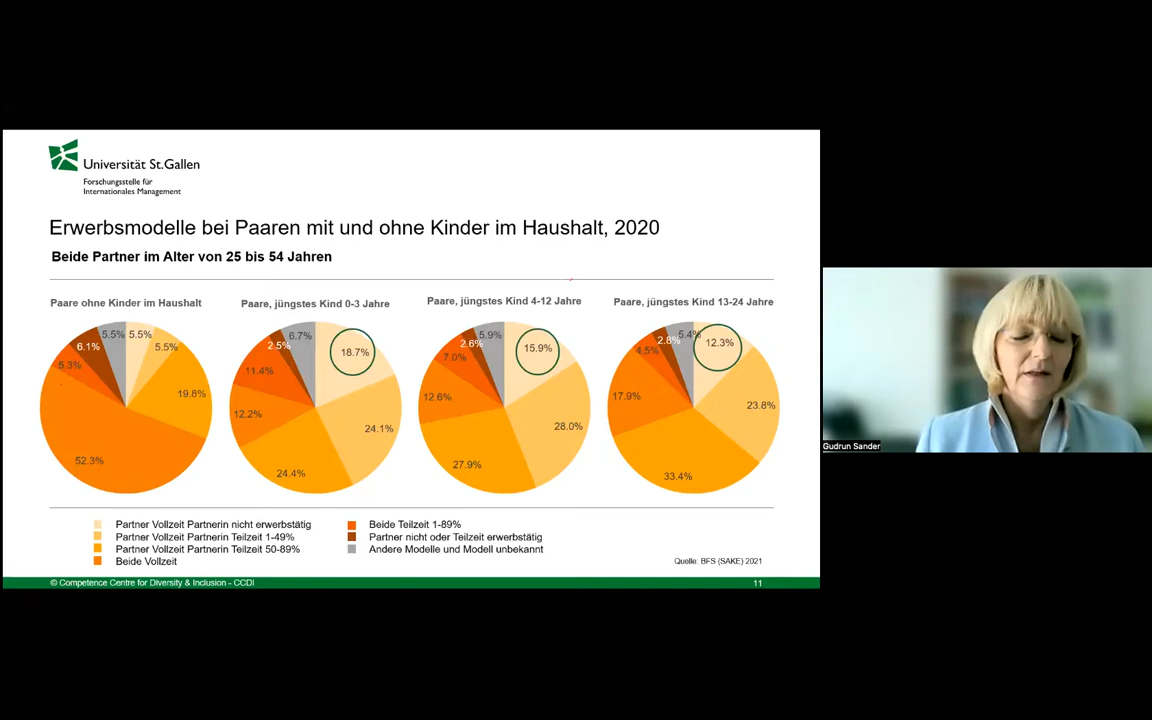 Universität St.Gallen
Forschungsstelle für
Internationales Management
Erwerbsmodelle bei Paaren mit und ohne Kinder im Haushalt, 2020
Beide Partner im Alter von 25 bis 54 Jahren
Paare ohne Kinder im Haushalt
5.5%
5.5%
5.5%
6.1%
5.3%
19.8%
52.3%
Paare, jüngstes Kind 0-3 Jahre
6.7%
2.5%
18.7%
11.4%
12.2%
24.1%
24.4%
Paare, jüngstes Kind 4-12 Jahre
5.9%
2.6%
15.9%
7.0%
12.6%
28.0%
27.9%
Paare, jüngstes Kind 13-24 Jahre
5.4%
2.8%
12.3%
4.5%
17.9%
23.8%
33.4%
Partner Vollzeit Partnerin nicht erwerbstätig
Partner Vollzeit Partnerin Teilzeit 1-49%
Partner Vollzeit Partnerin Teilzeit 50-89%
Beide Vollzeit
Beide Teilzeit 1-89%
Partner nicht oder Teilzeit erwerbstätig
Andere Modelle und Modell unbekannt
Quelle: BFS (SAKE) 2021
© Competence Centre for Diversity & Inclusion - CCDI
11
Gudrun Sander